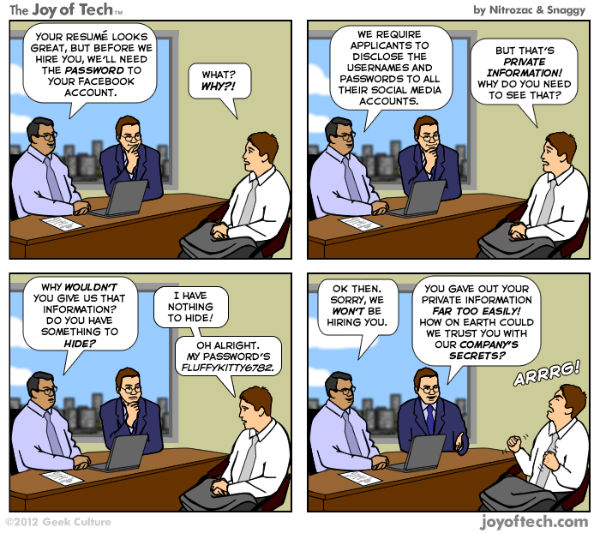 The Joy of Tech™
by Nitrozac & Snaggy
YOUR RESUMÉ LOOKS
GREAT, BUT BEFORE WE
HIRE YOU, WE'LL NEED
THE PASSWORD TO
YOUR FACEBOOK
ACCOUNT.
WHAT?
WHY?!
WE REQUIRE
APPLICANTS TO
DISCLOSE THE
USERNAMES AND
PASSWORDS TO ALL
THEIR SOCIAL MEDIA
ACCOUNTS.
BUT THAT'S
PRIVATE
INFORMATION!
WHY DO YOU NEED
TO SEE THAT?
WHY WOULDN'T
YOU GIVE US THAT
INFORMATION?
DO YOU HAVE
SOMETHING TO
HIDE?
I HAVE
NOTHING
TO HIDE!
OH ALRIGHT.
MY PASSWORD'S
FLUFFYKITTY6782.
OK THEN.
SORRY, WE
WON'T BE
HIRING YOU.
YOU GAVE OUT YOUR
PRIVATE INFORMATION
FAR TOO EASILY!
HOW ON EARTH COULD
WE TRUST YOU WITH
OUR COMPANY'S
SECRETS?
ARRRG!
©2012 Geek Culture
joyoftech.com